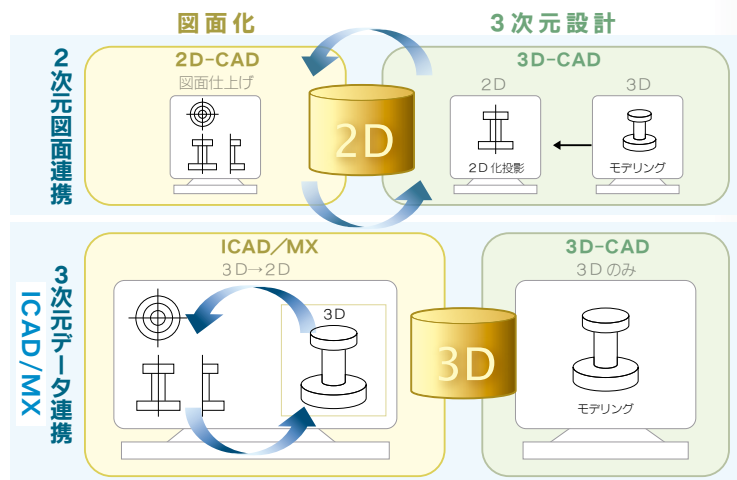 図面化
3次元設計
2次元図面連携
2D-CAD
図面仕上げ
2D
3D-CAD
2D
3D
2D化投影
モデリング
3次元データ連携
ICAD/MX
ICAD/MX
3D→2D
3D
3D
3D-CAD
3Dのみ
モデリング